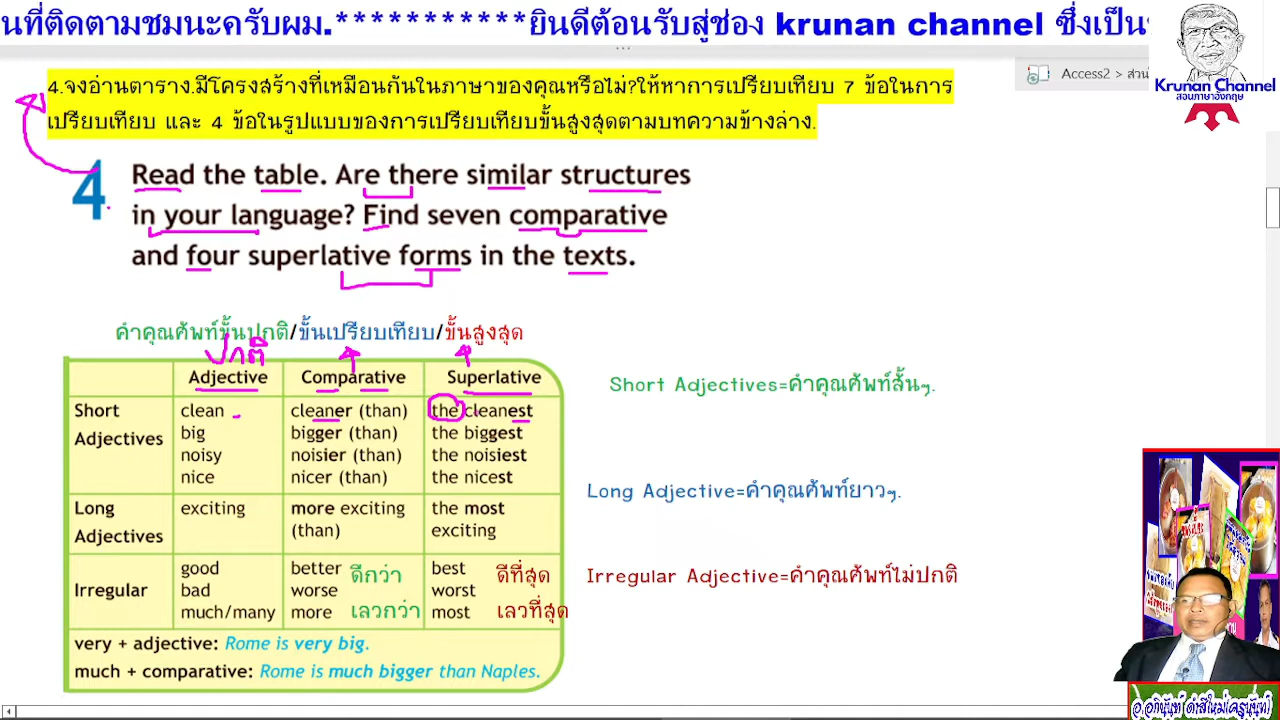 นที่ติดตามชมนะครับผม.***********ยินดีต้อนรับสู่ช่อง krunan channel ซึ่งเป็น
Access2 > ส่วน
Krunan Channel
สอนภาษาอังกฤษ
4.จงอ่านตาราง.มีโครงสร้างที่เหมือนกันในภาษาของคุณหรือไม่?ให้หาการเปรียบเทียบ 7 ข้อในการ
เปรียบเทียบ และ 4 ข้อในรูปแบบของการเปรียบเทียบขั้นสูงสุดตามบทความข้างล่าง.
4 Read the table. Are there similar structures
in your language? Find seven comparative
and four superlative forms in the texts.
คำคุณศัพท์ขั้นปกติ/ขั้นเปรียบเทียบ/ขั้นสูงสุด
ปกติ
Adjective Comparative Superlative
Short Adjectives=คำคุณศัพท์สั้นๆ.
Short clean cleaner (than) the cleanest
Adjectives big bigger (than) the biggest
noisy noisier (than) the noisiest
nice nicer (than) the nicest
Long Adjective=คำคุณศัพท์ยาวๆ.
Long exciting more exciting the most
Adjectives (than) exciting
good better ดีกว่า best ดีที่สุด
Irregular Adjective=คำคุณศัพท์ไม่ปกติ
Irregular bad worse worst
much/many more เลวกว่า most เลวที่สุด
very + adjective: Rome is very big.
much + comparative: Rome is much bigger than Naples.